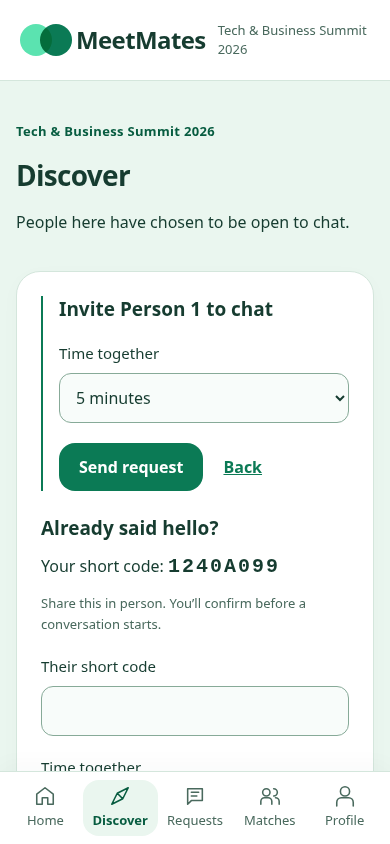 MeetMates
Tech & Business Summit
2026
Tech & Business Summit 2026
Discover
People here have chosen to be open to chat.
Invite Person 1 to chat
Time together
5 minutes
Send request
Back
Already said hello?
Your short code: 1240A099
Share this in person. You’ll confirm before a
conversation starts.
Their short code
Time together
Home
Discover
Requests
Matches
Profile